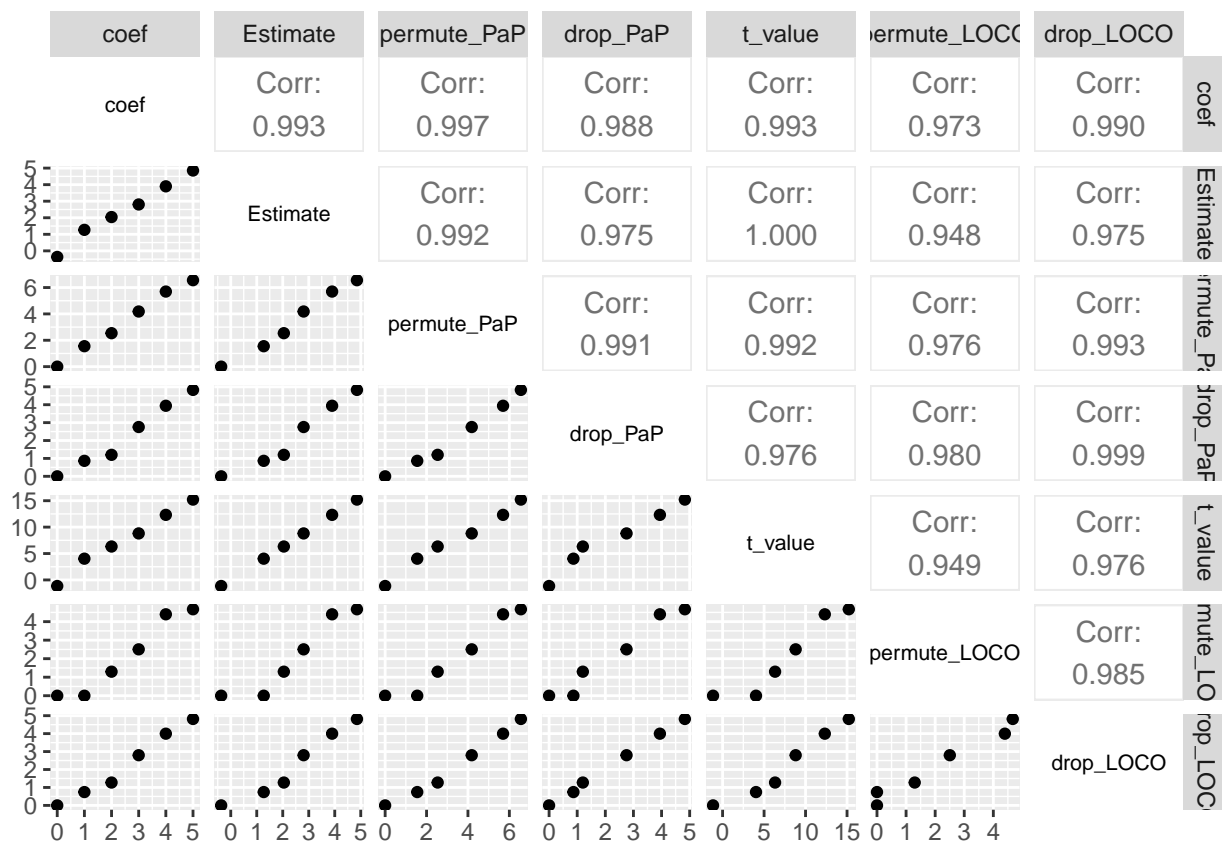 coef Estimate permute_PaP drop_PaP t_value ermute_LOC drop_LOCO
coef
Corr:
0.993
Corr:
0.997
Corr:
0.988
Corr:
0.993
Corr:
0.973
Corr:
0.990
coef
5
4
3
2
1
0
Estimate
Corr:
0.992
Corr:
0.975
Corr:
1.000
Corr:
0.948
Corr:
0.975
Estimate
6
4
2
0
permute_PaP
Corr:
0.991
Corr:
0.992
Corr:
0.976
Corr:
0.993
rmute_Pa
5
4
3
2
1
0
drop_PaP
Corr:
0.976
Corr:
0.980
Corr:
0.999
drop_PaP
15
10
5
0
t_value
Corr:
0.949
Corr:
0.976
t_value
4
3
2
1
0
permute_LOCO
Corr:
0.985
mute_LO
5
4
3
2
1
0
drop_LOCO
rop_LOC
0 1 2 3 4 5 0 1 2 3 4 5 0 2 4 6 0 1 2 3 4 5 0 5 10 15 0 1 2 3 4